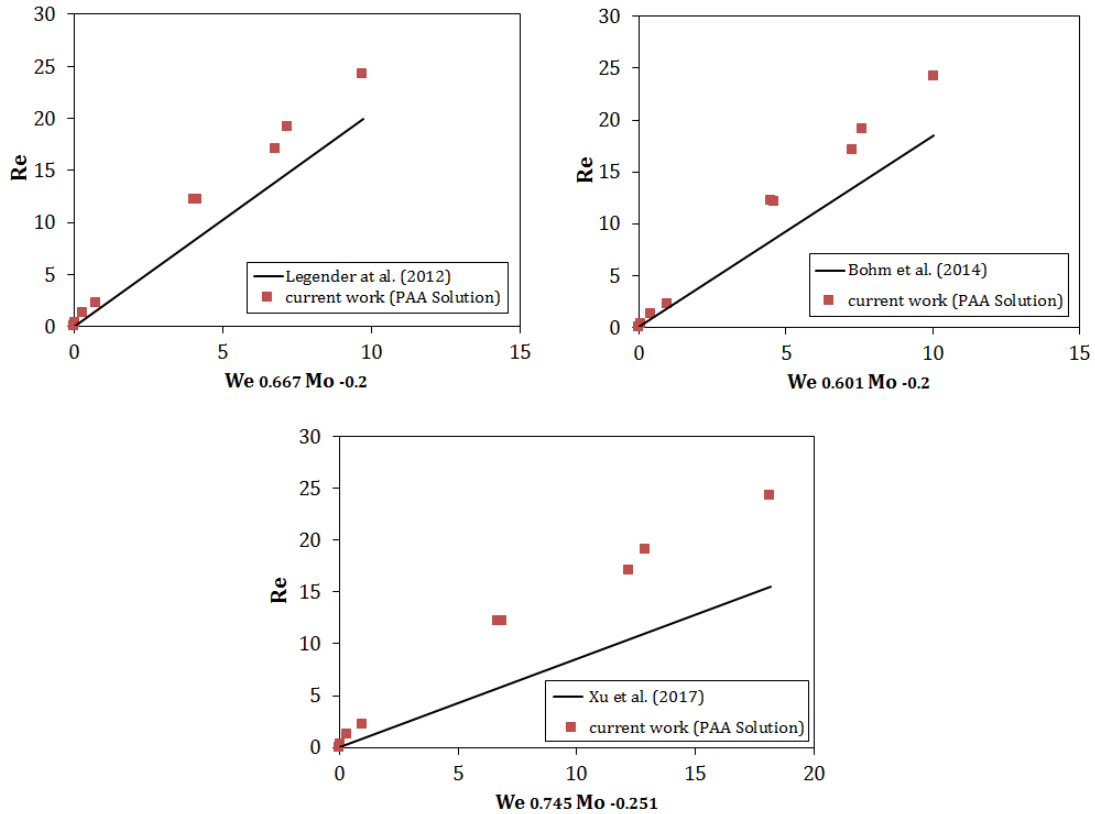 30
25
20
15
10
5
0
Re
Legender at al. (2012)
current work (PAA Solution)
0 5 10 15
We 0.667 Mo -0.2
30
25
20
15
10
5
0
Re
Bohm et al. (2014)
current work (PAA Solution)
0 5 10 15
We 0.601 Mo -0.2
30
25
20
15
10
5
0
Re
Xu et al. (2017)
current work (PAA Solution)
0 5 10 15 20
We 0.745 Mo -0.251